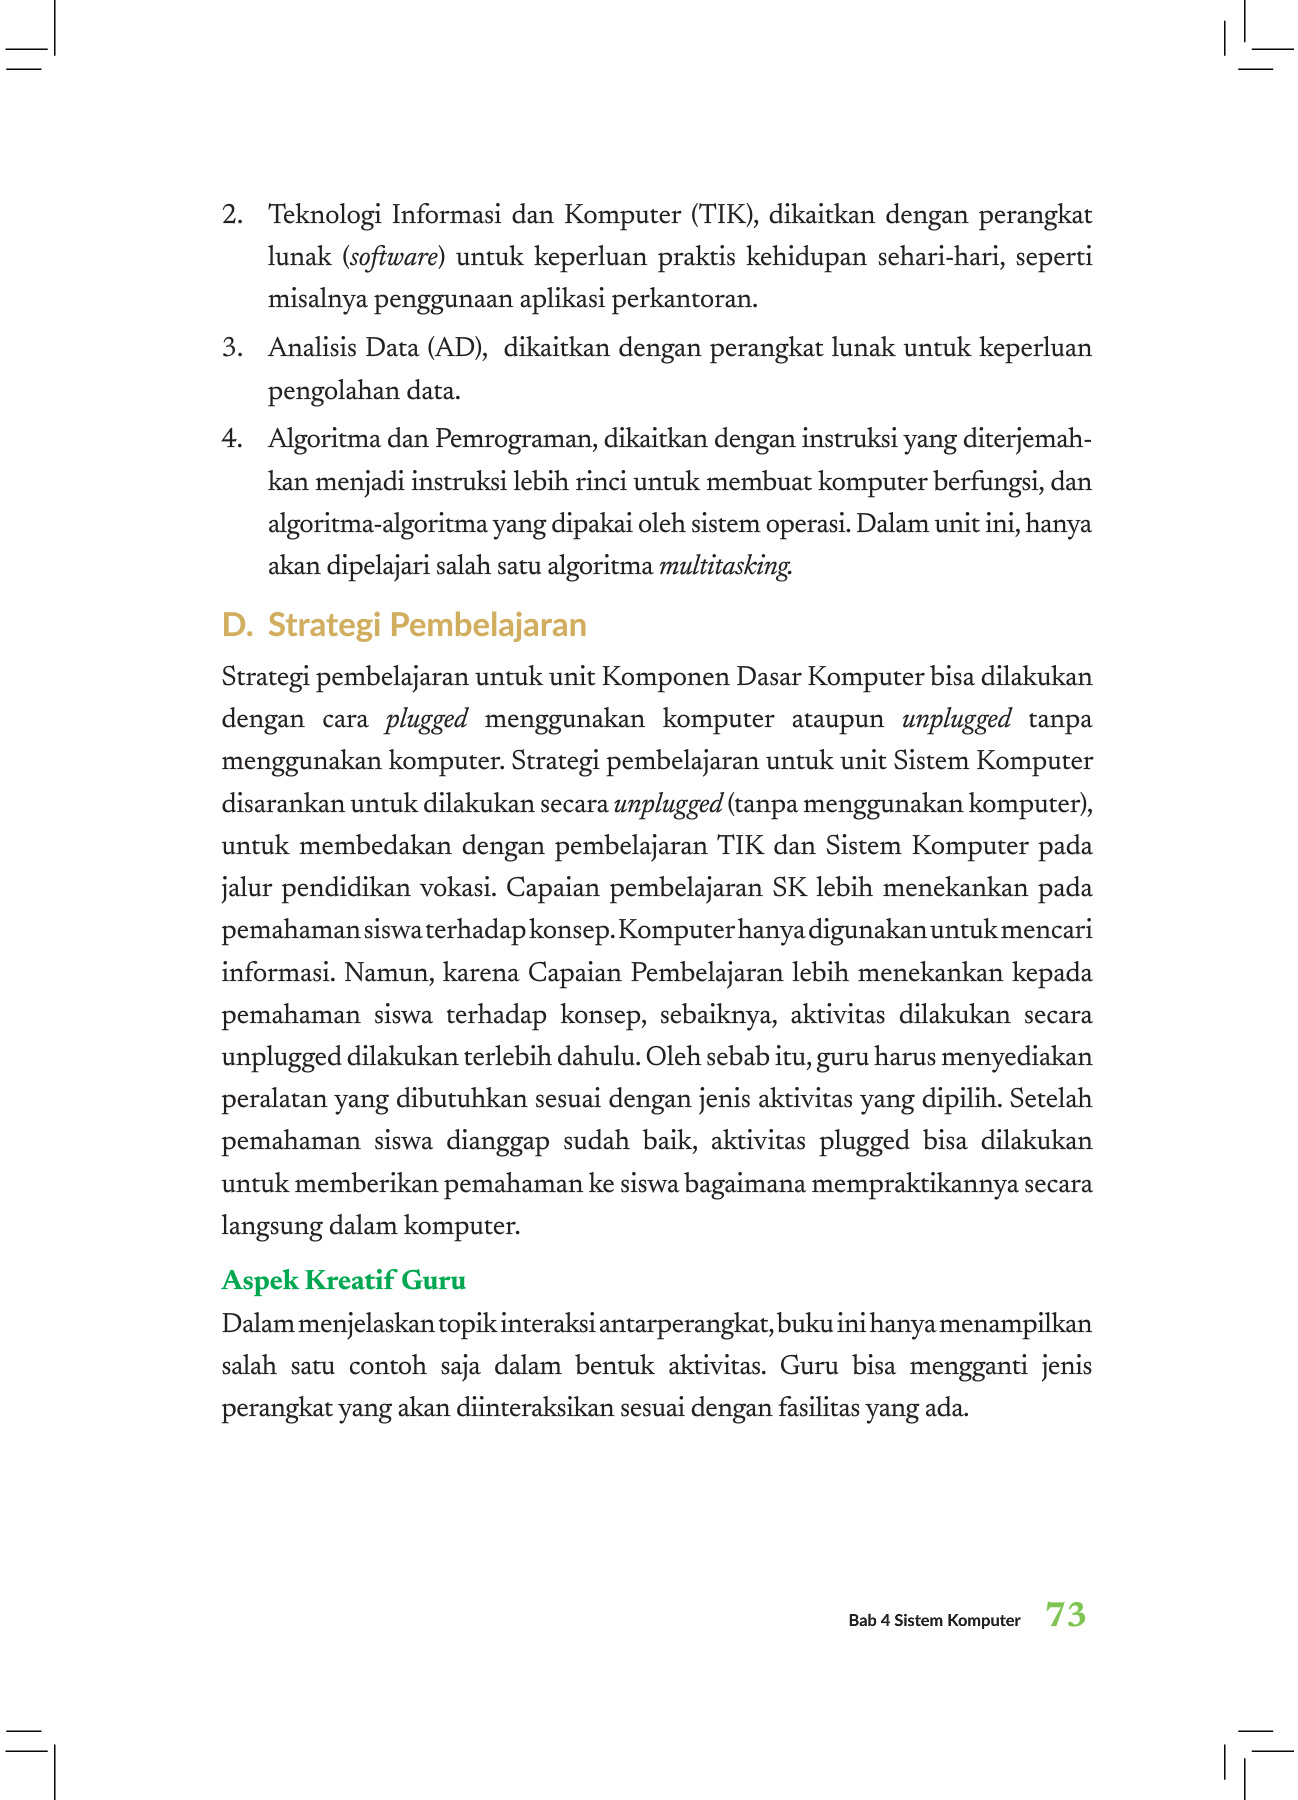 2. Teknologi Informasi dan Komputer (TIK), dikaitkan dengan perangkat
lunak (software) untuk keperluan praktis kehidupan sehari-hari, seperti
misalnya penggunaan aplikasi perkantoran.
3. Analisis Data (AD), dikaitkan dengan perangkat lunak untuk keperluan
pengolahan data.
4. Algoritma dan Pemrograman, dikaitkan dengan instruksi yang diterjemah-
kan menjadi instruksi lebih rinci untuk membuat komputer berfungsi, dan
algoritma-algoritma yang dipakai oleh sistem operasi. Dalam unit ini, hanya
akan dipelajari salah satu algoritma multitasking.
D. Strategi Pembelajaran
Strategi pembelajaran untuk unit Komponen Dasar Komputer bisa dilakukan
dengan cara plugged menggunakan komputer ataupun unplugged tanpa
menggunakan komputer. Strategi pembelajaran untuk unit Sistem Komputer
disarankan untuk dilakukan secara unplugged (tanpa menggunakan komputer),
untuk membedakan dengan pembelajaran TIK dan Sistem Komputer pada
jalur pendidikan vokasi. Capaian pembelajaran SK lebih menekankan pada
pemahaman siswa terhadap konsep. Komputer hanya digunakan untuk mencari
informasi. Namun, karena Capaian Pembelajaran lebih menekankan kepada
pemahaman siswa terhadap konsep, sebaiknya, aktivitas dilakukan secara
unplugged dilakukan terlebih dahulu. Oleh sebab itu, guru harus menyediakan
peralatan yang dibutuhkan sesuai dengan jenis aktivitas yang dipilih. Setelah
pemahaman siswa dianggap sudah baik, aktivitas plugged bisa dilakukan
untuk memberikan pemahaman ke siswa bagaimana mempraktikannya secara
langsung dalam komputer.
Aspek Kreatif Guru
Dalam menjelaskan topik interaksi antarperangkat, buku ini hanya menampilkan
salah satu contoh saja dalam bentuk aktivitas. Guru bisa mengganti jenis
perangkat yang akan diinteraksikan sesuai dengan fasilitas yang ada.
Bab 4 Sistem Komputer 73